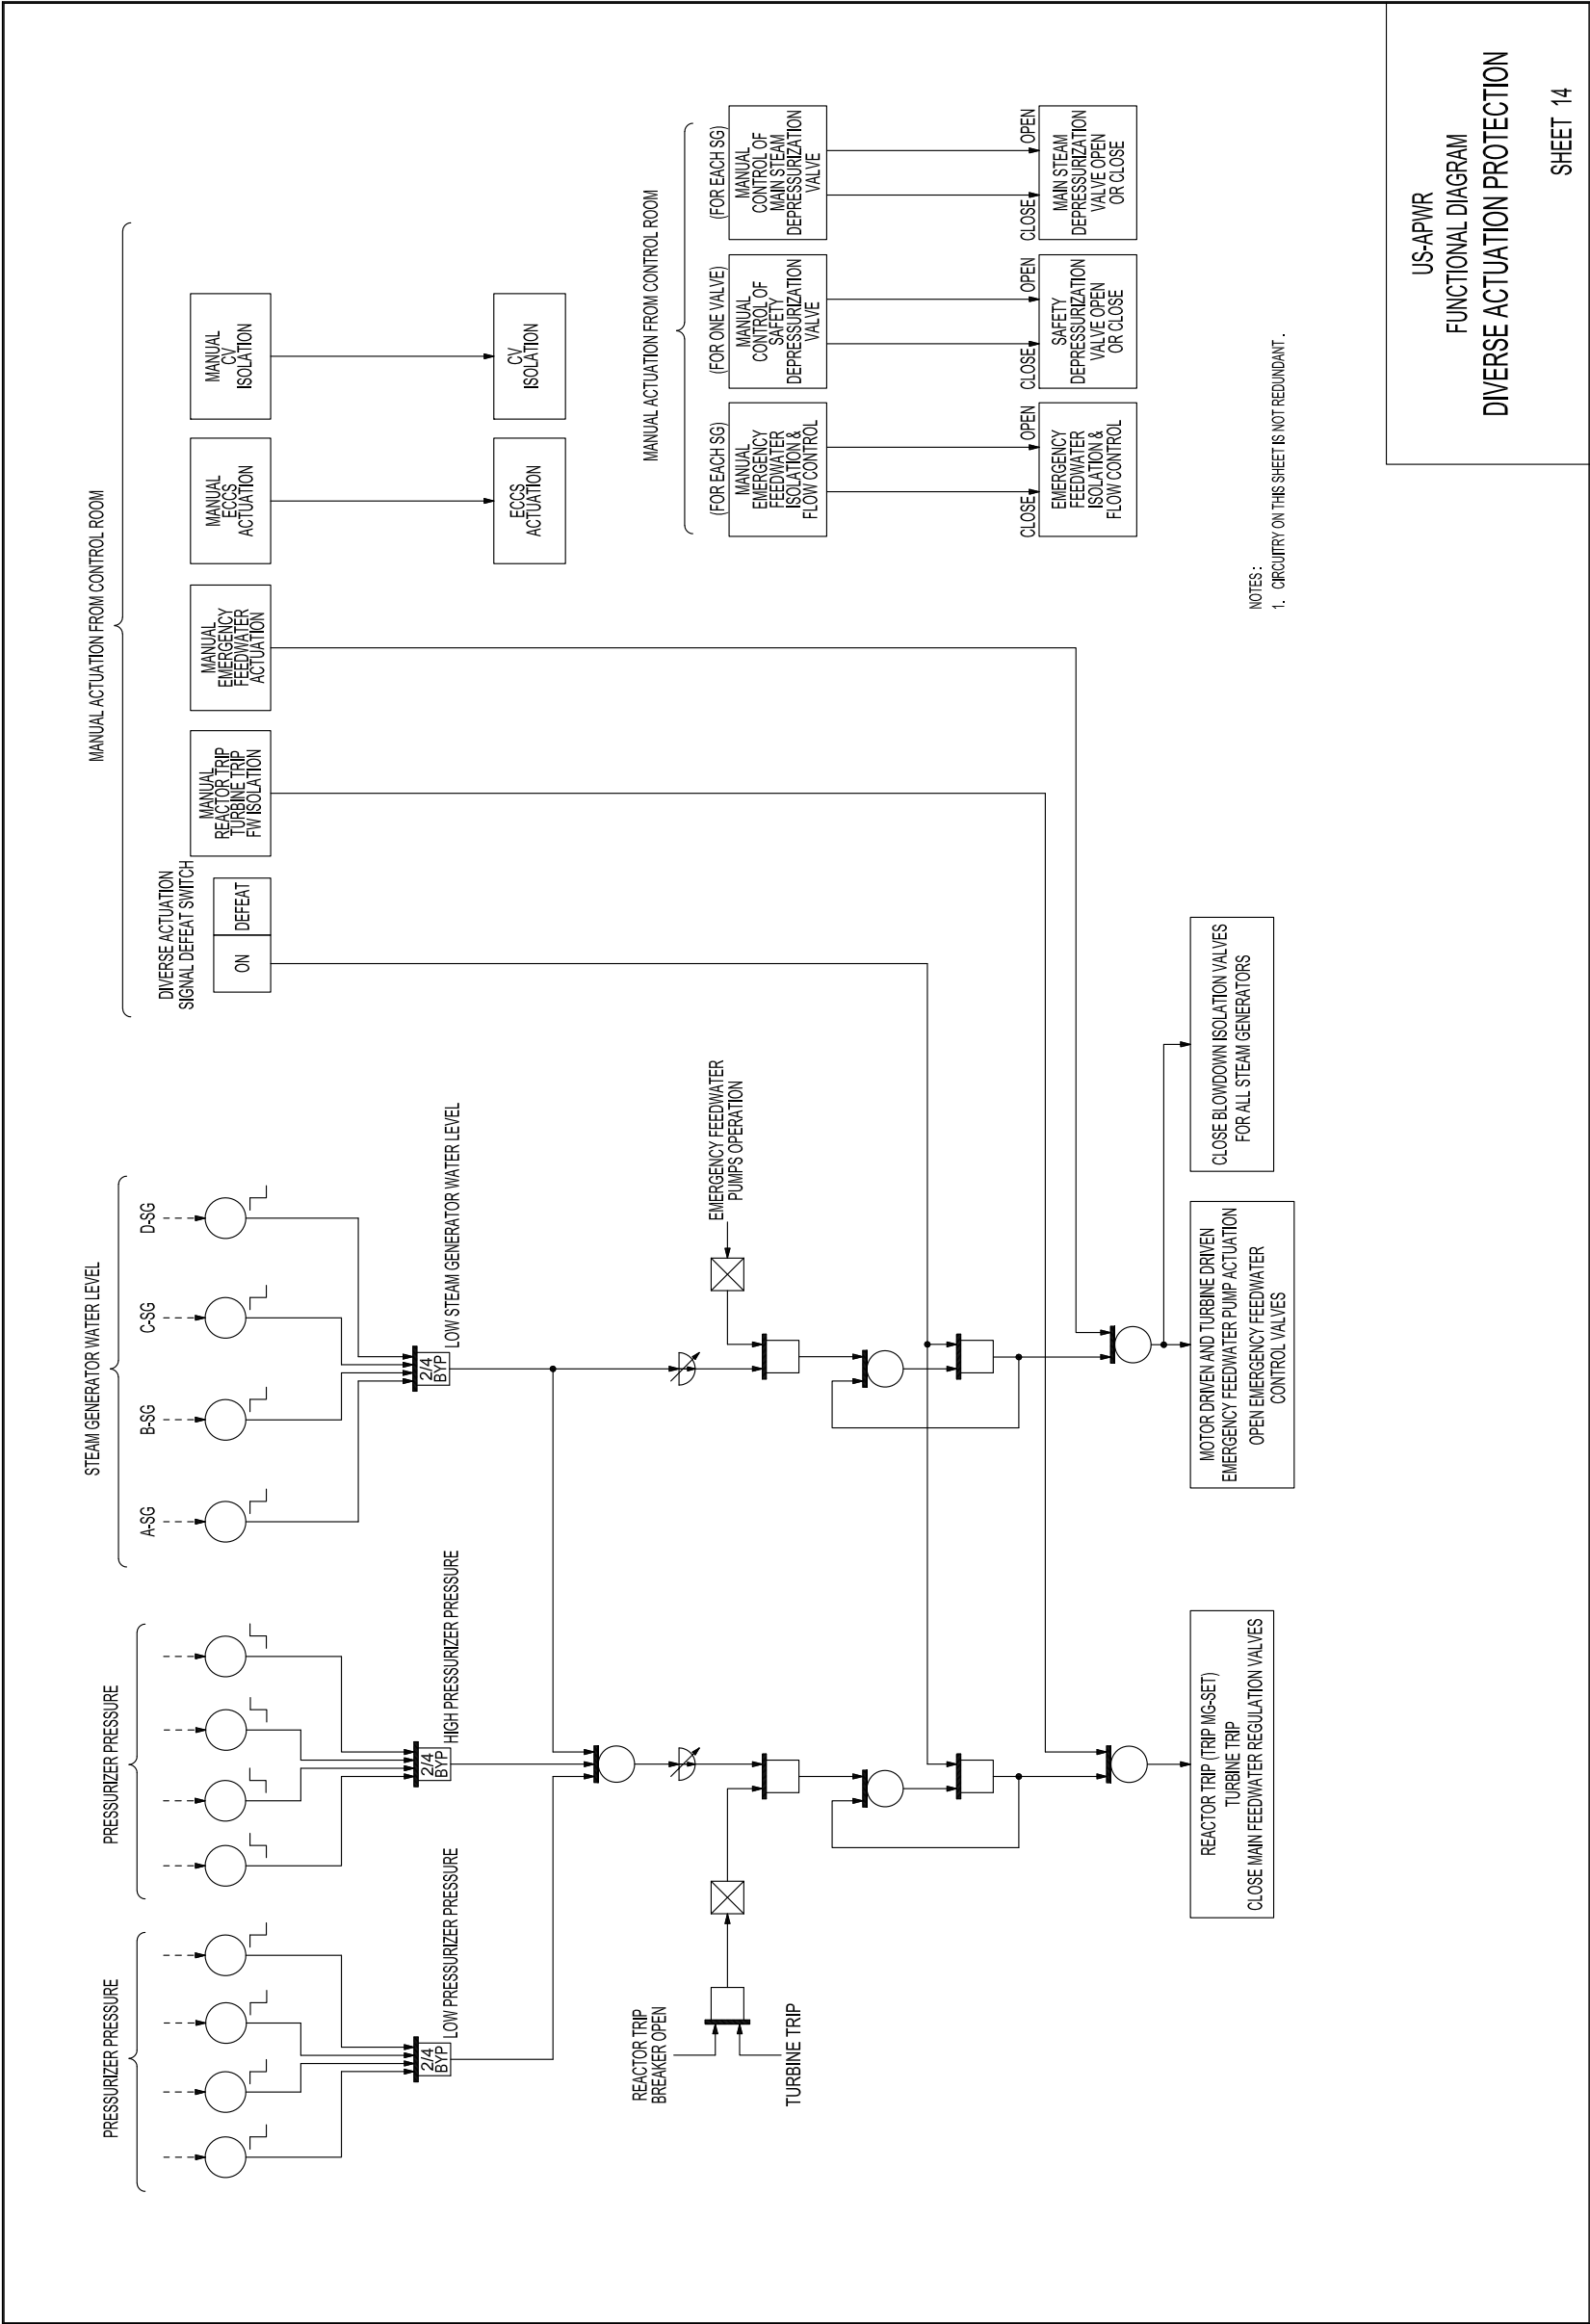 MANUAL ACTUATION FROM CONTROL ROOM
STEAM GENERATOR WATER LEVEL
PRESSURIZER PRESSURE
PRESSURIZER PRESSURE
A-SG
B-SG
C-SG
D-SG
DIVERSE ACTUATION
SIGNAL DEFEAT SWITCH
ON
DEFEAT
MANUAL
REACTOR TRIP
TURBINE TRIP
FW ISOLATION
MANUAL
EMERGENCY
FEEDWATER
ACTUATION
MANUAL
ECCS
ACTUATION
MANUAL
CV
ISOLATION
2/4
BYP
LOW PRESSURIZER PRESSURE
2/4
BYP
HIGH PRESSURIZER PRESSURE
2/4
BYP
LOW STEAM GENERATOR WATER LEVEL
ECCS
ACTUATION
CV
ISOLATION
REACTOR TRIP
BREAKER OPEN
TURBINE TRIP
EMERGENCY FEEDWATER
PUMPS OPERATION
MANUAL ACTUATION FROM CONTROL ROOM
(FOR EACH SG)
MANUAL
EMERGENCY
FEEDWATER
ISOLATION &
FLOW CONTROL
(FOR ONE VALVE)
MANUAL
CONTROL OF
SAFETY
DEPRESSURIZATION
VALVE
(FOR EACH SG)
MANUAL
CONTROL OF
MAIN STEAM
DEPRESSURIZATION
VALVE
CLOSE
OPEN
EMERGENCY
FEEDWATER
ISOLATION &
FLOW CONTROL
CLOSE
OPEN
SAFETY
DEPRESSURIZATION
VALVE OPEN
OR CLOSE
CLOSE
OPEN
MAIN STEAM
DEPRESSURIZATION
VALVE OPEN
OR CLOSE
REACTOR TRIP (TRIP MG-SET)
TURBINE TRIP
CLOSE MAIN FEEDWATER REGULATION VALVES
MOTOR DRIVEN AND TURBINE DRIVEN
EMERGENCY FEEDWATER PUMP ACTUATION
OPEN EMERGENCY FEEDWATER
CONTROL VALVES
CLOSE BLOWDOWN ISOLATION VALVES
FOR ALL STEAM GENERATORS
NOTES :
1. CIRCUITRY ON THIS SHEET IS NOT REDUNDANT .
US-APWR
FUNCTIONAL DIAGRAM
DIVERSE ACTUATION PROTECTION
SHEET 14